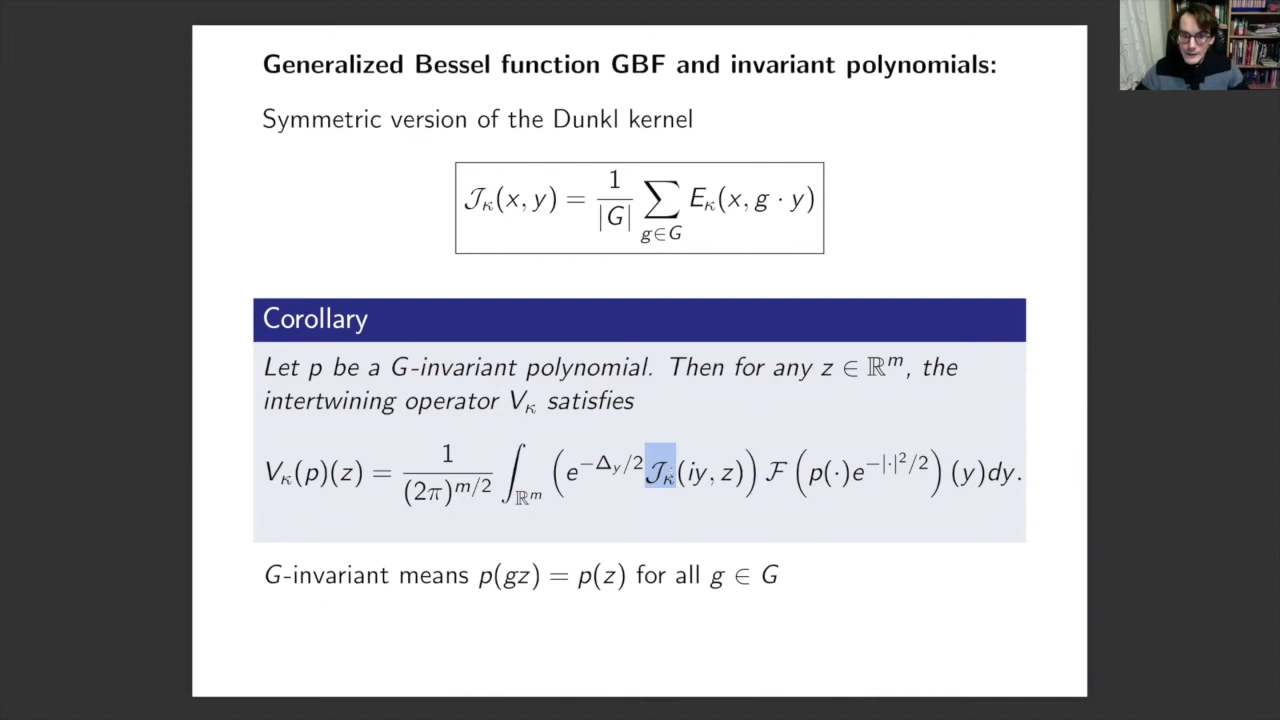 Generalized Bessel function GBF and invariant polynomials:
Symmetric version of the Dunkl kernel
𝒥_κ(x, y) = 1/|G| ∑_{g∈G} E_κ(x, g · y)
Corollary
Let p be a G-invariant polynomial. Then for any z ∈ ℝ^m, the
intertwining operator V_κ satisfies
V_κ(p)(z) = 1/(2π)^{m/2} ∫_{ℝ^m} (e^{−Δ_y/2} 𝒥_κ(iy, z)) ℱ (p(·)e^{−|·|²/2}) (y)dy.
G-invariant means p(gz) = p(z) for all g ∈ G